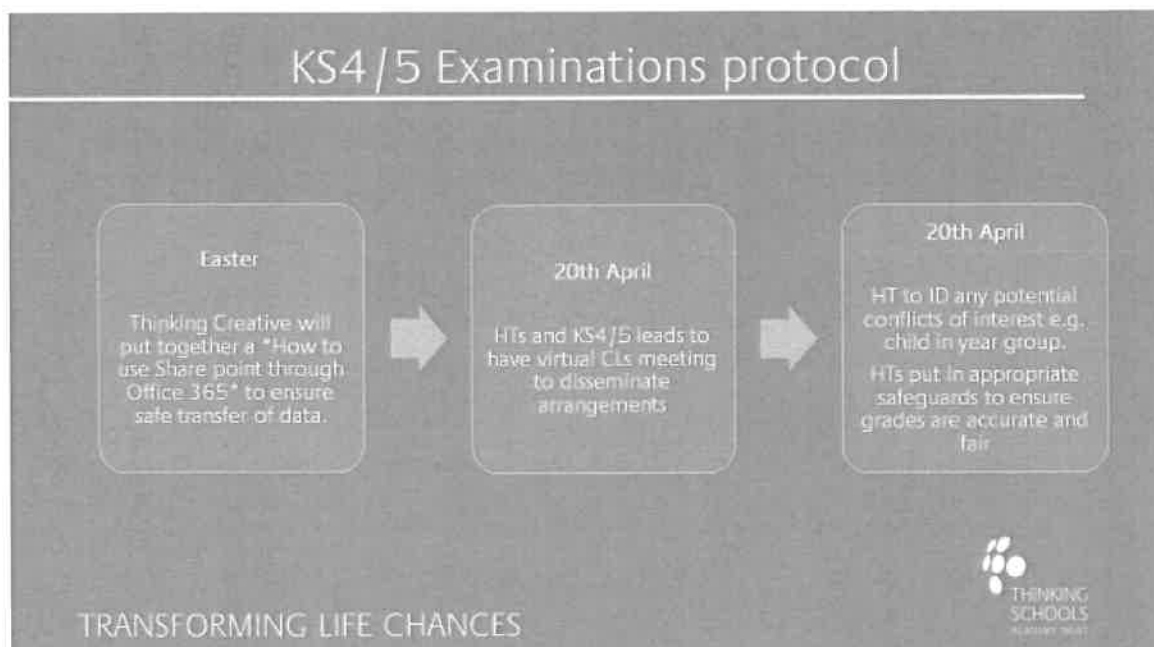 KS4/5 Examinations protocol
Easter
Thinking Creative will
put together a "How to
use Share point through
Office 365" to ensure
safe transfer of data.
20th April
HTs and KS4/5 leads to
have virtual CLs meeting
to disseminate
arrangements
20th April
HT to ID any potential
conflicts of interest e.g.
child in year group.
HTs put in appropriate
safeguards to ensure
grades are accurate and
fair
TRANSFORMING LIFE CHANCES
THINKING
SCHOOLS
ACADEMY TRUST